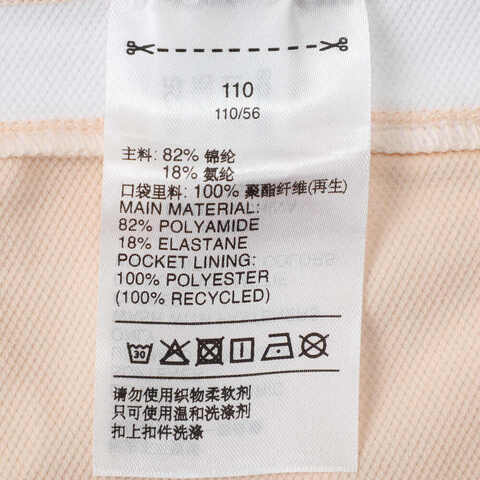 110
110/56
主料: 82% 锦纶
18% 氨纶
口袋里料: 100% 聚酯纤维(再生)
MAIN MATERIAL:
82% POLYAMIDE
18% ELASTANE
POCKET LINING:
100% POLYESTER
(100% RECYCLED)
30
请勿使用织物柔软剂
只可使用温和洗涤剂
扣上扣件洗涤